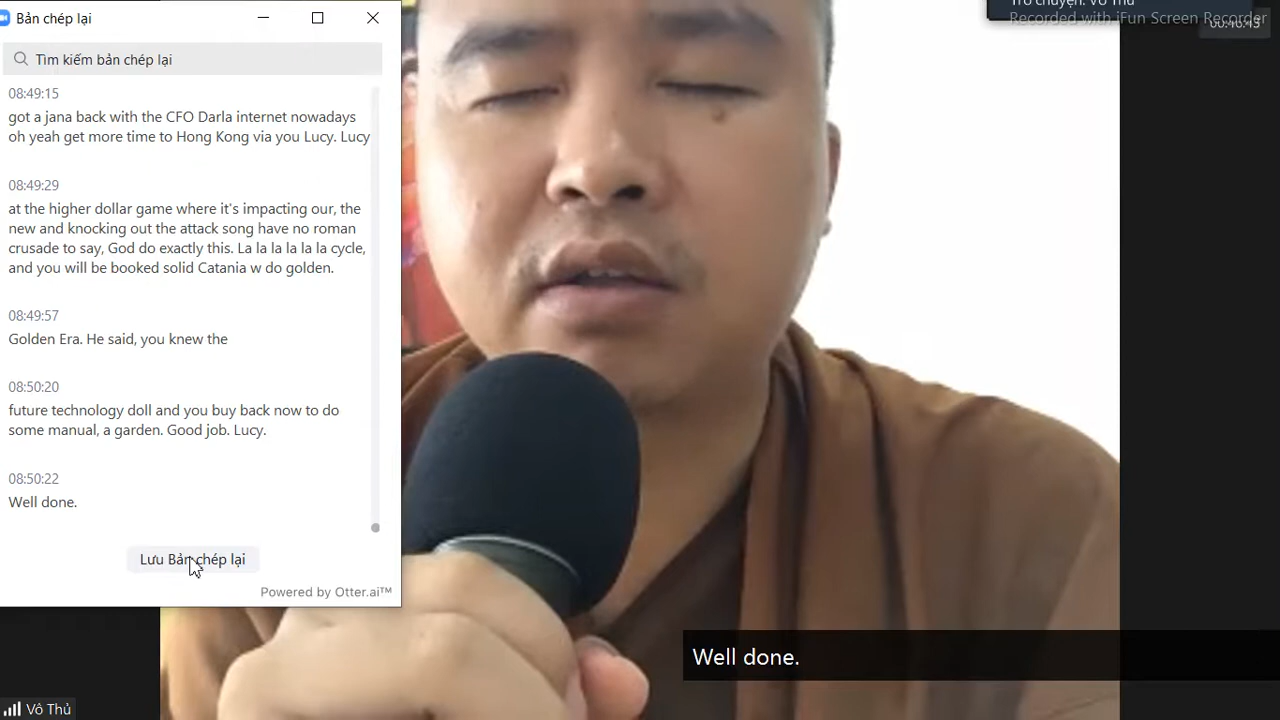 Bản chép lại
Trò chuyện: Võ Thủ
Recorded with iFun Screen Recorder
Tìm kiếm bản chép lại
08:49:15
got a jana back with the CFO Darla internet nowadays
oh yeah get more time to Hong Kong via you Lucy. Lucy
08:49:29
at the higher dollar game where it's impacting our, the
new and knocking out the attack song have no roman
crusade to say, God do exactly this. La la la la la la cycle,
and you will be booked solid Catania w do golden.
08:49:57
Golden Era. He said, you knew the
08:50:20
future technology doll and you buy back now to do
some manual, a garden. Good job. Lucy.
08:50:22
Well done.
Lưu Bản chép lại
Powered by Otter.ai™
Well done.
Võ Thủ